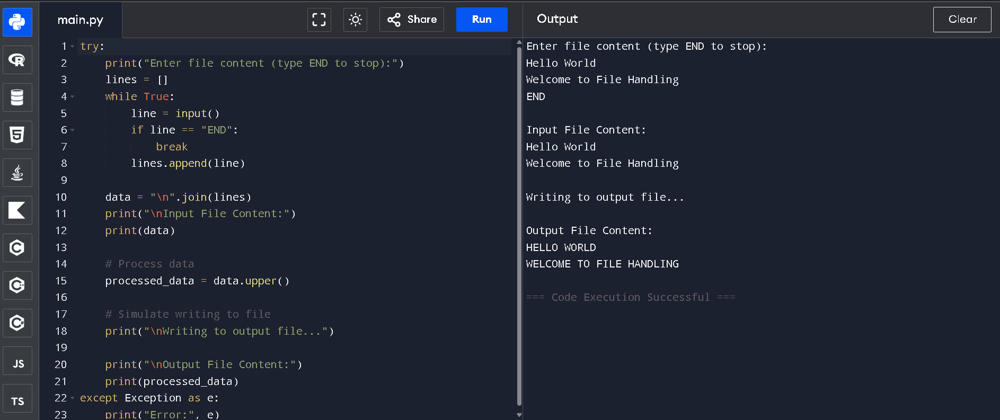 main.py
Share
Run
Output
Clear
1 try:
2     print("Enter file content (type END to stop):")
3     lines = []
4     while True:
5         line = input()
6         if line == "END":
7             break
8         lines.append(line)
9
10     data = "\n".join(lines)
11     print("\nInput File Content:")
12     print(data)
13
14     # Process data
15     processed_data = data.upper()
16
17     # Simulate writing to file
18     print("\nWriting to output file...")
19
20     print("\nOutput File Content:")
21     print(processed_data)
22 except Exception as e:
23     print("Error:", e)
Enter file content (type END to stop):
Hello World
Welcome to File Handling
END

Input File Content:
Hello World
Welcome to File Handling

Writing to output file...

Output File Content:
HELLO WORLD
WELCOME TO FILE HANDLING

=== Code Execution Successful ===
R
5
C
C++
C#
JS
TS